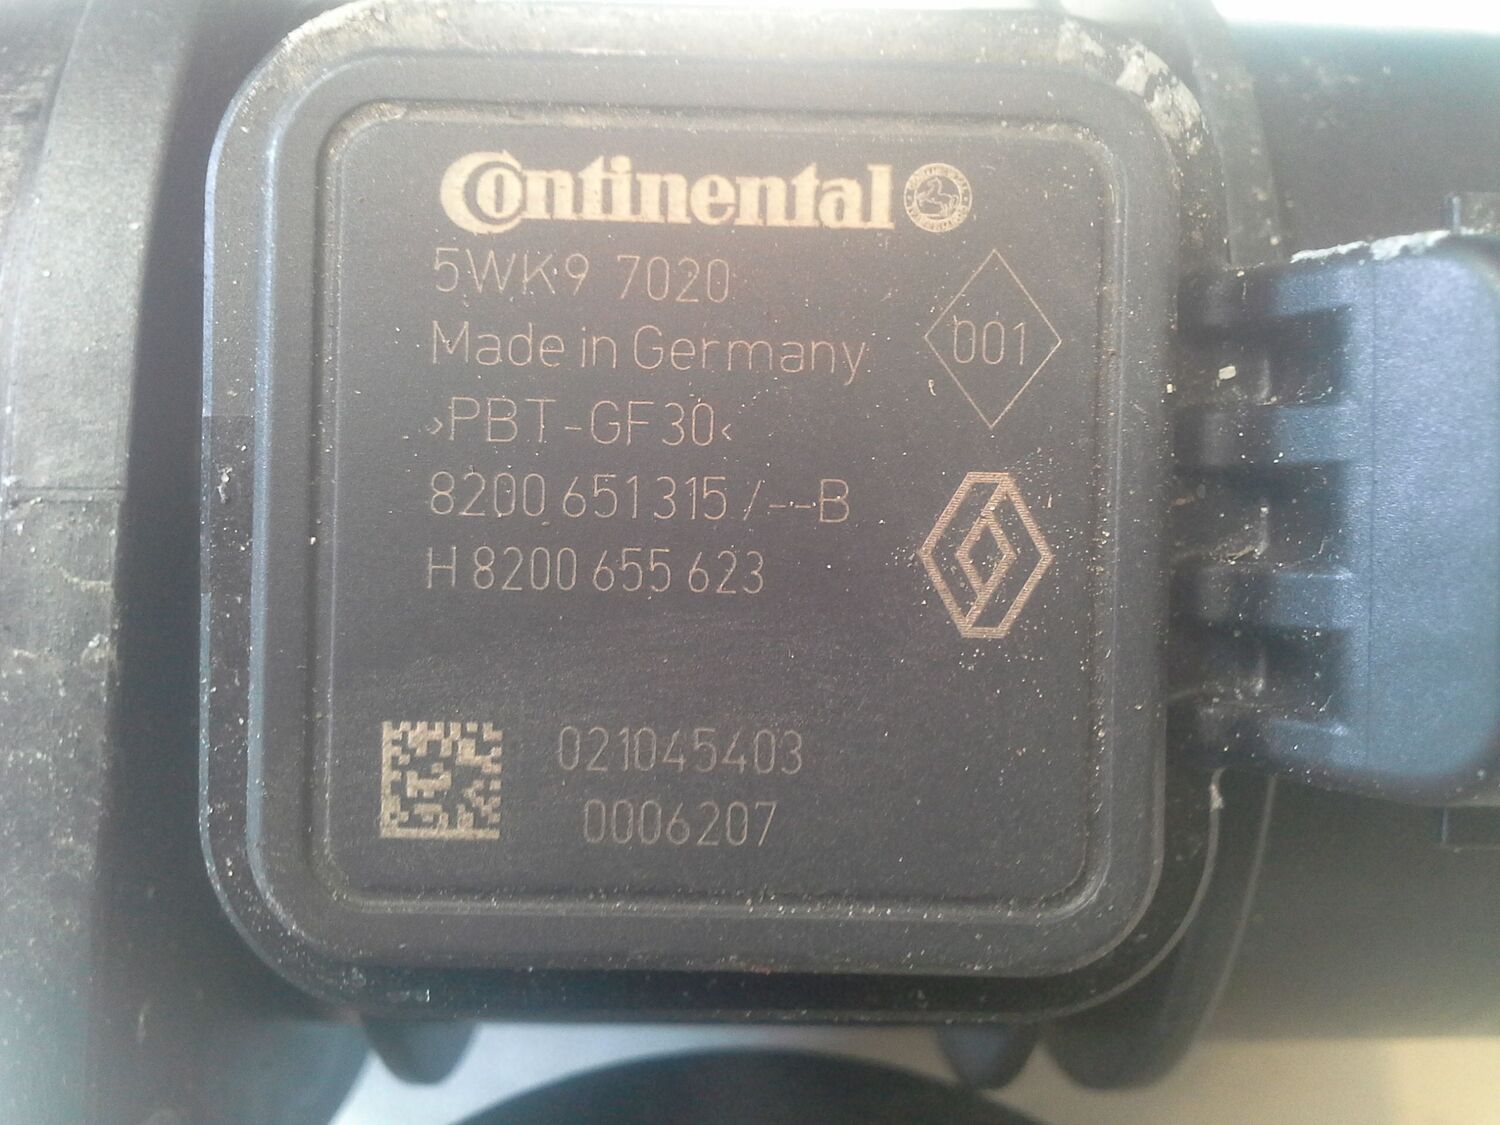 Continental
5WK9 7020
Made in Germany
001
>PBT-GF30<
8200 651 315 /--B
H 8200 655 623
021045403
0006207